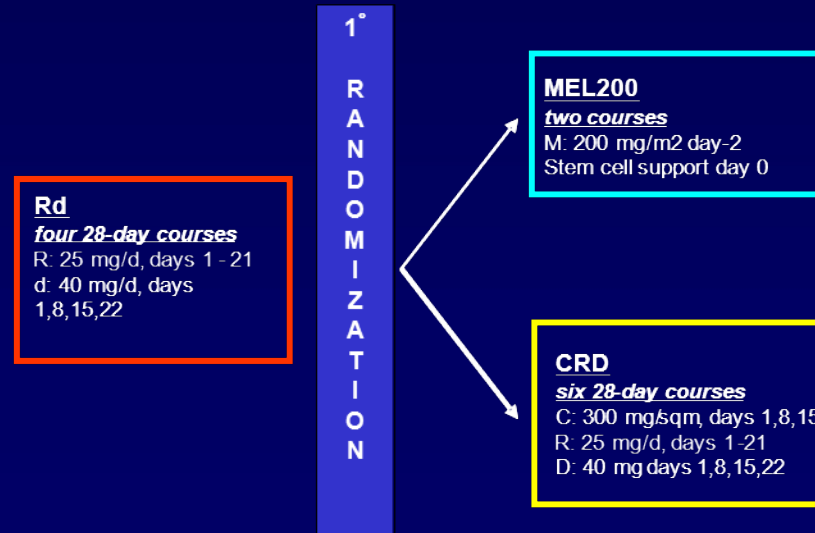 Rd
four 28-day courses
R: 25 mg/d, days 1 - 21
d: 40 mg/d, days
1,8,15,22
1°
R
A
N
D
O
M
I
Z
A
T
I
O
N
MEL200
two courses
M: 200 mg/m2 day-2
Stem cell support day 0
CRD
six 28-day courses
C: 300 mg/sqm, days 1,8,15
R: 25 mg/d, days 1-21
D: 40 mg days 1,8,15,22